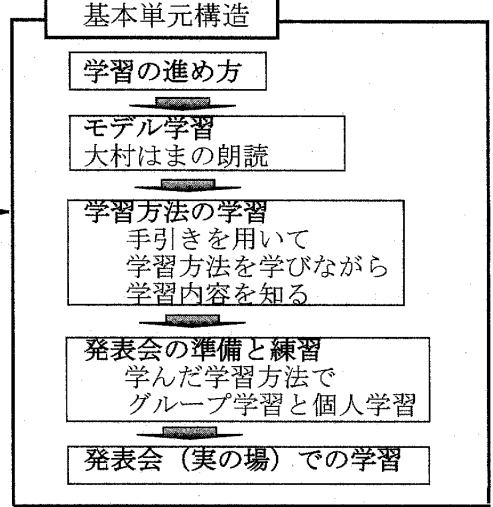 基本単元構造
学習の進め方
モデル学習
大村はまの朗読
学習方法の学習
手引きを用いて
学習方法を学びながら
学習内容を知る
発表会の準備と練習
学んだ学習方法で
グループ学習と個人学習
発表会（実の場）での学習